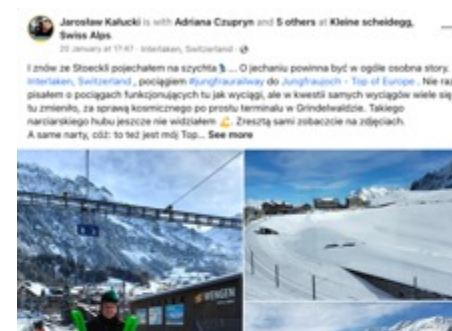 Jarosław Kałucki is with Adriana Czupryn and 5 others at Kleine scheidegg,
Swiss Alps.
20 January at 17:47 · Interlaken, Switzerland ·
I znów ze Stoeckli pojechałem na szychta ... O jechaniu powinna być w ogóle osobna story.
Interlaken, Switzerland , pociągiem #jungfraurailway do Jungfraujoch - Top of Europe . Nie raz
pisałem o pociągach funkcjonujących tu jak wyciągi, ale w kwestii samych wyciągów wiele się
tu zmieniło, za sprawą kosmicznego po prostu terminalu w Grindelwaldzie. Takiego
narciarskiego hubu jeszcze nie widziałem 💪. Zresztą sami zobaczcie na zdjęciach.
A same narty, cóż: to też jest mój Top... See more
WENGEN